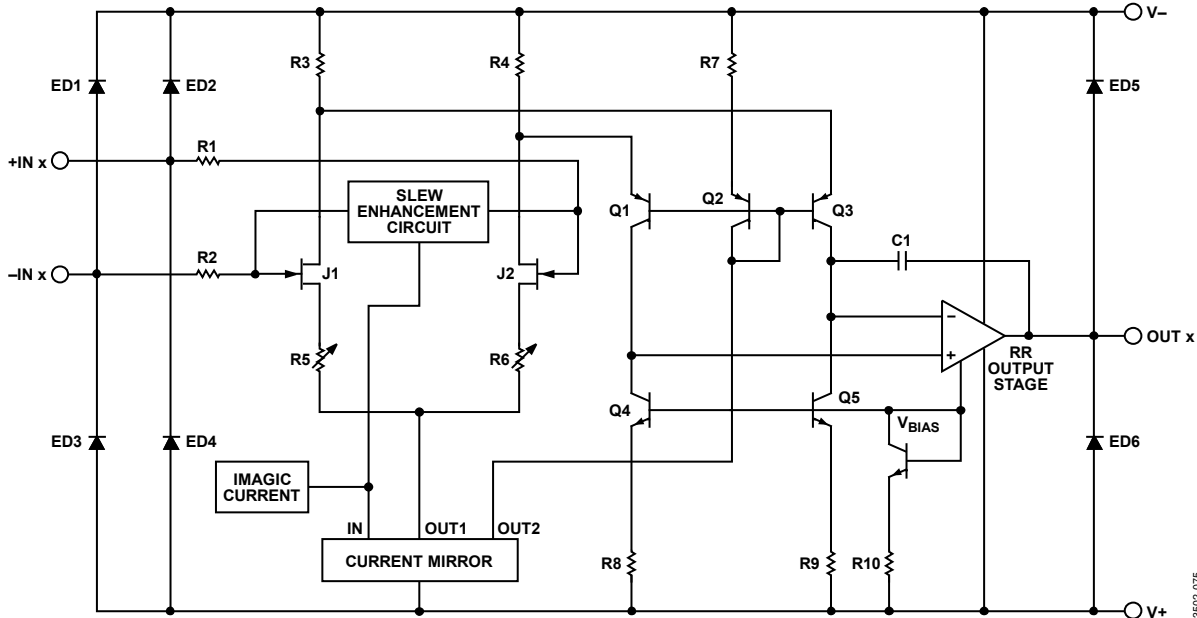 V–
R3
R4
R7
ED1
ED2
ED5
+IN x
R1
SLEW
ENHANCEMENT
CIRCUIT
Q1
Q2
Q3
C1
–IN x
R2
J1
J2
–
+
OUT x
RR
OUTPUT
STAGE
R5
R6
Q4
Q5
VBIAS
ED3
ED4
ED6
IMAGIC
CURRENT
IN
OUT1
OUT2
CURRENT MIRROR
R8
R9
R10
V+